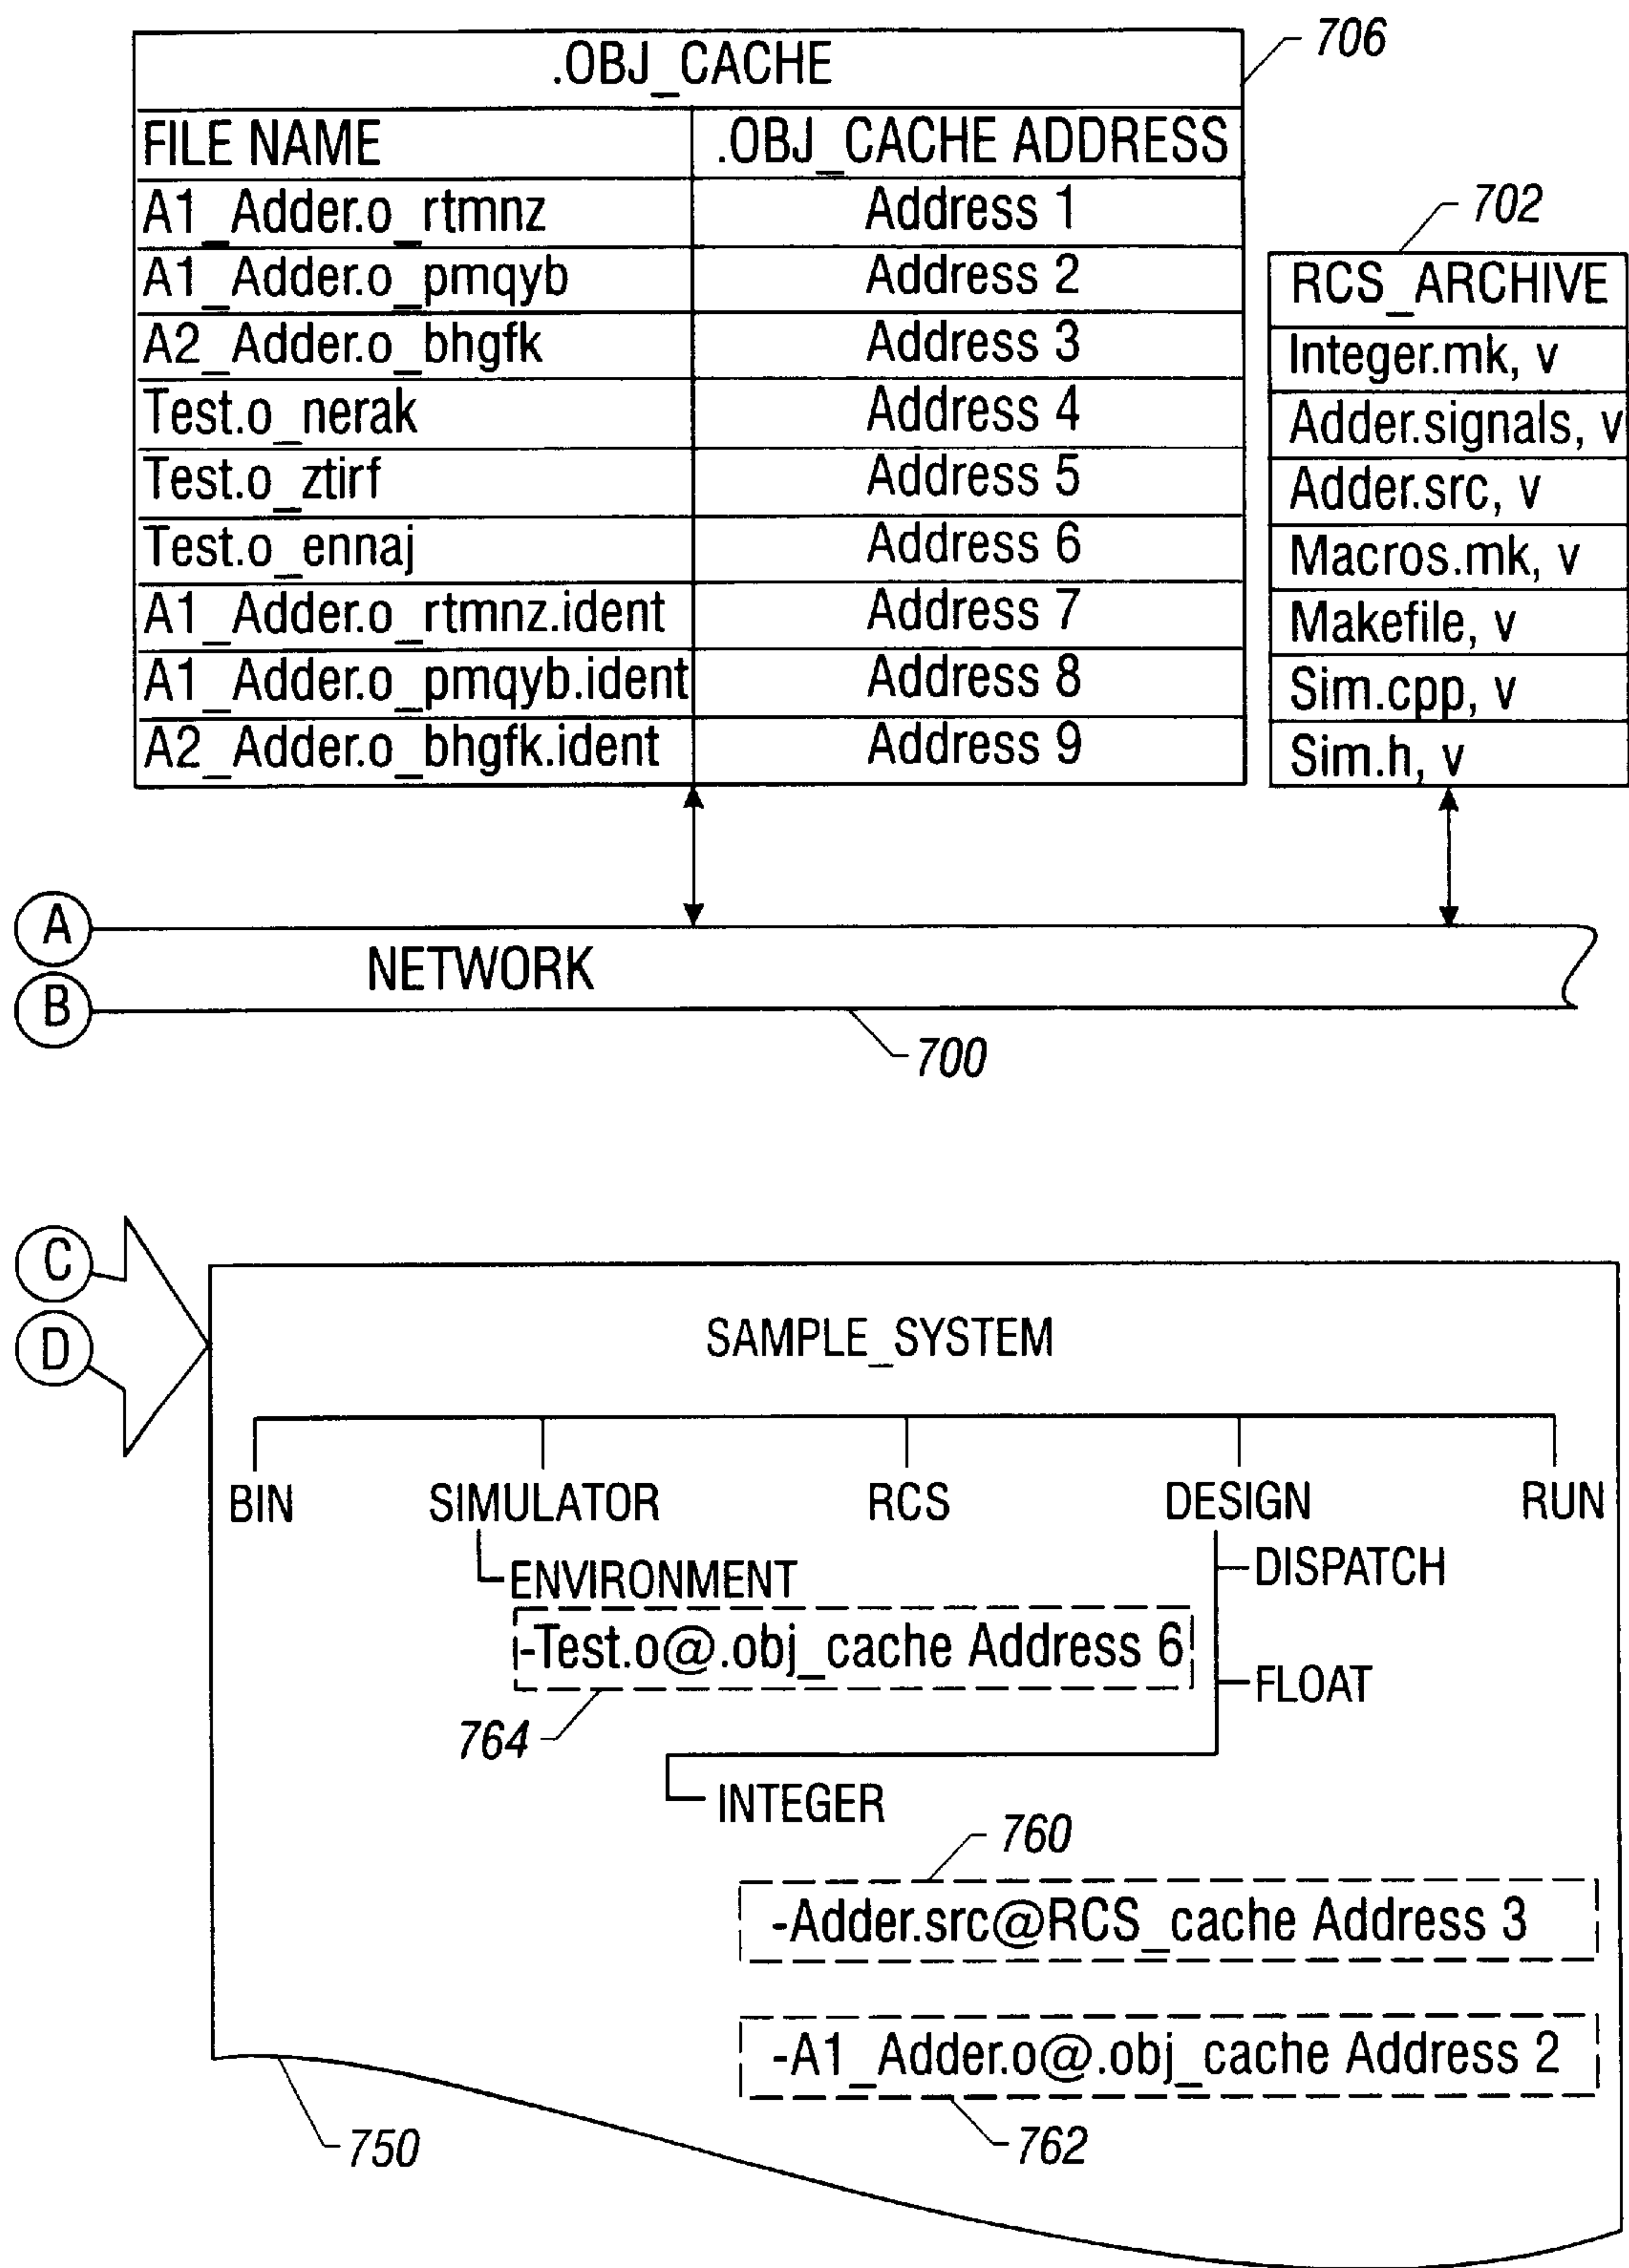 706
.OBJ_CACHE
FILE NAME .OBJ_CACHE ADDRESS
A1_Adder.o_rtmnz Address 1
A1_Adder.o_pmqyb Address 2
A2_Adder.o_bhgfk Address 3
Test.o_nerak Address 4
Test.o_ztirf Address 5
Test.o_ennaj Address 6
A1_Adder.o_rtmnz.ident Address 7
A1_Adder.o_pmqyb.ident Address 8
A2_Adder.o_bhgfk.ident Address 9
702
RCS_ARCHIVE
Integer.mk, v
Adder.signals, v
Adder.src, v
Macros.mk, v
Makefile, v
Sim.cpp, v
Sim.h, v
A
NETWORK
B
700
C
D
SAMPLE_SYSTEM
BIN SIMULATOR RCS DESIGN RUN
ENVIRONMENT
-Test.o@.obj_cache Address 6
764
DISPATCH
FLOAT
INTEGER
760
-Adder.src@RCS_cache Address 3
-A1_Adder.o@.obj_cache Address 2
762
750